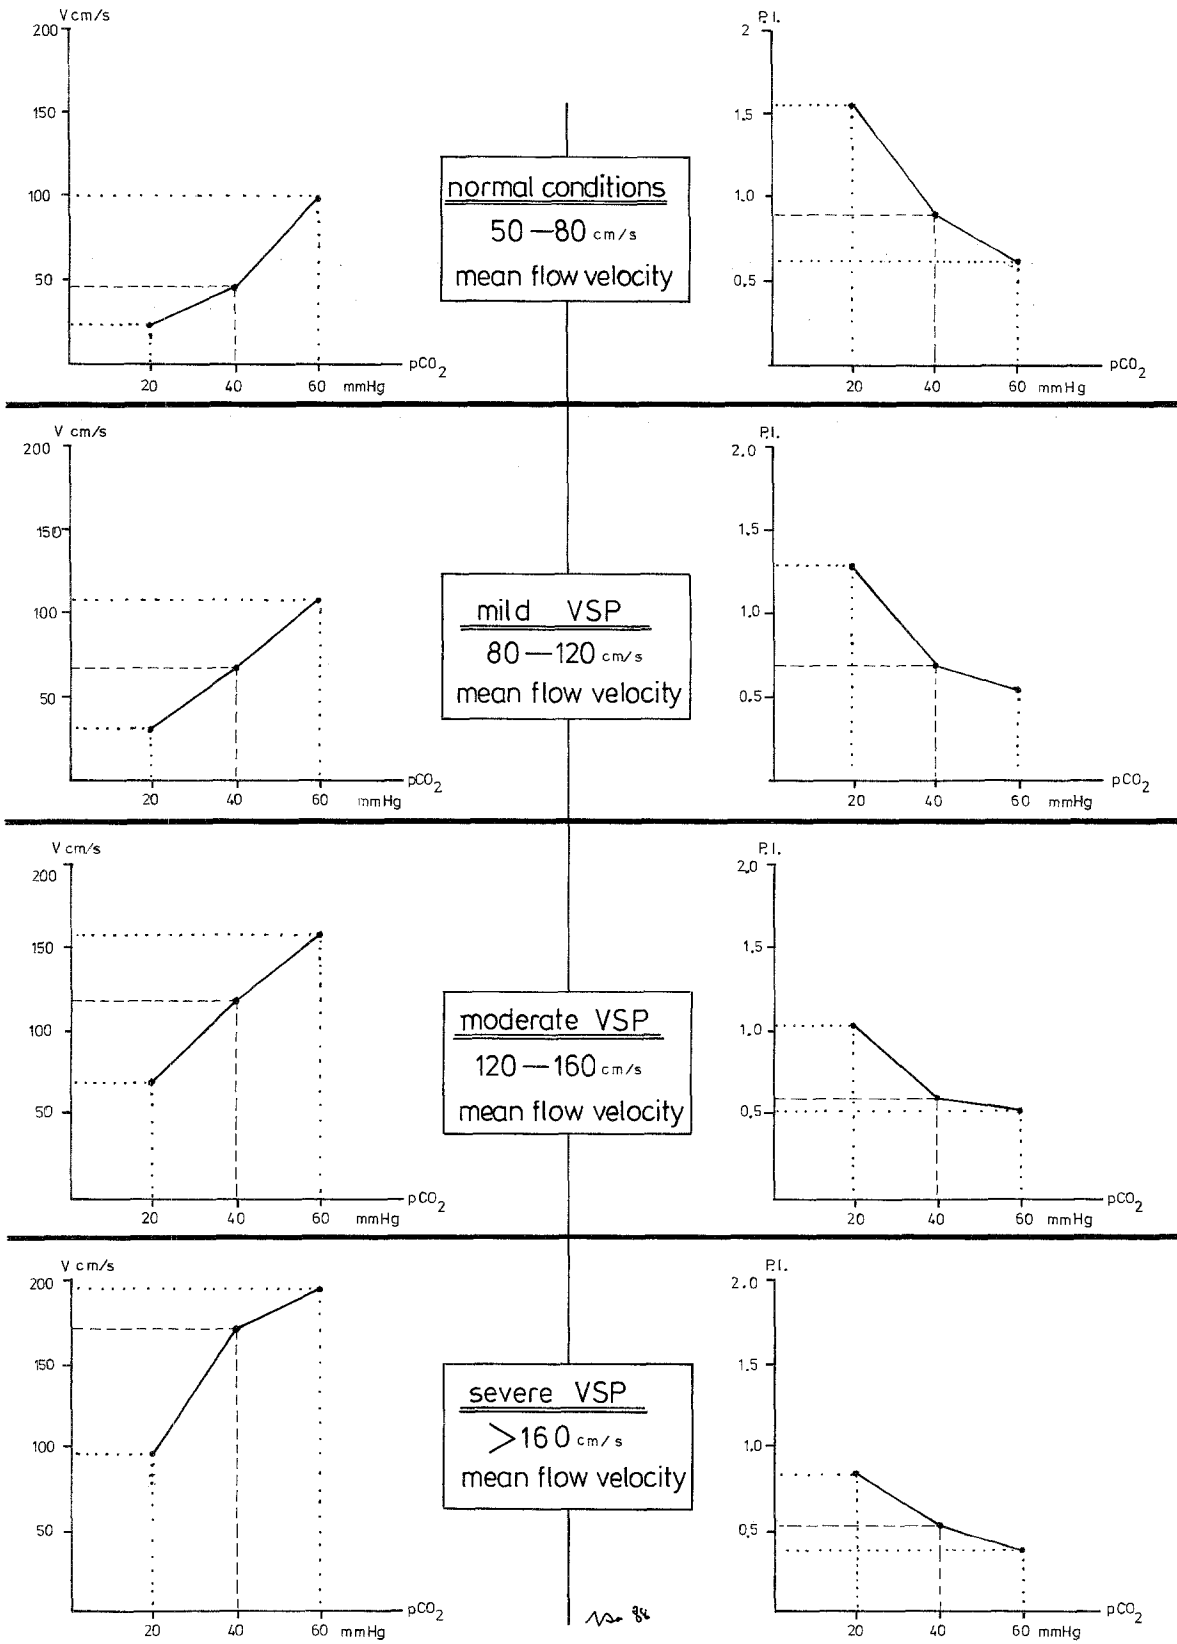 V cm/s
200
150
100
50
20 40 60 mmHg pCO2
normal conditions
50—80 cm/s
mean flow velocity
P.I.
2
1.5
1.0
0,5
20 40 60 mmHg pCO2
V cm/s
200
150
100
50
20 40 60 mmHg pCO2
mild VSP
80—120 cm/s
mean flow velocity
P.I.
2.0
1.5
1.0
0.5
20 40 60 mmHg pCO2
V cm/s
200
150
100
50
20 40 60 mmHg pCO2
moderate VSP
120—160 cm/s
mean flow velocity
P.I.
2.0
1,5
1.0
0,5
20 40 60 mmHg pCO2
V cm/s
200
150
100
50
20 40 60 mmHg pCO2
severe VSP
>160 cm/s
mean flow velocity
P.I.
2.0
1.5
1.0
0,5
20 40 60 mmHg pCO2